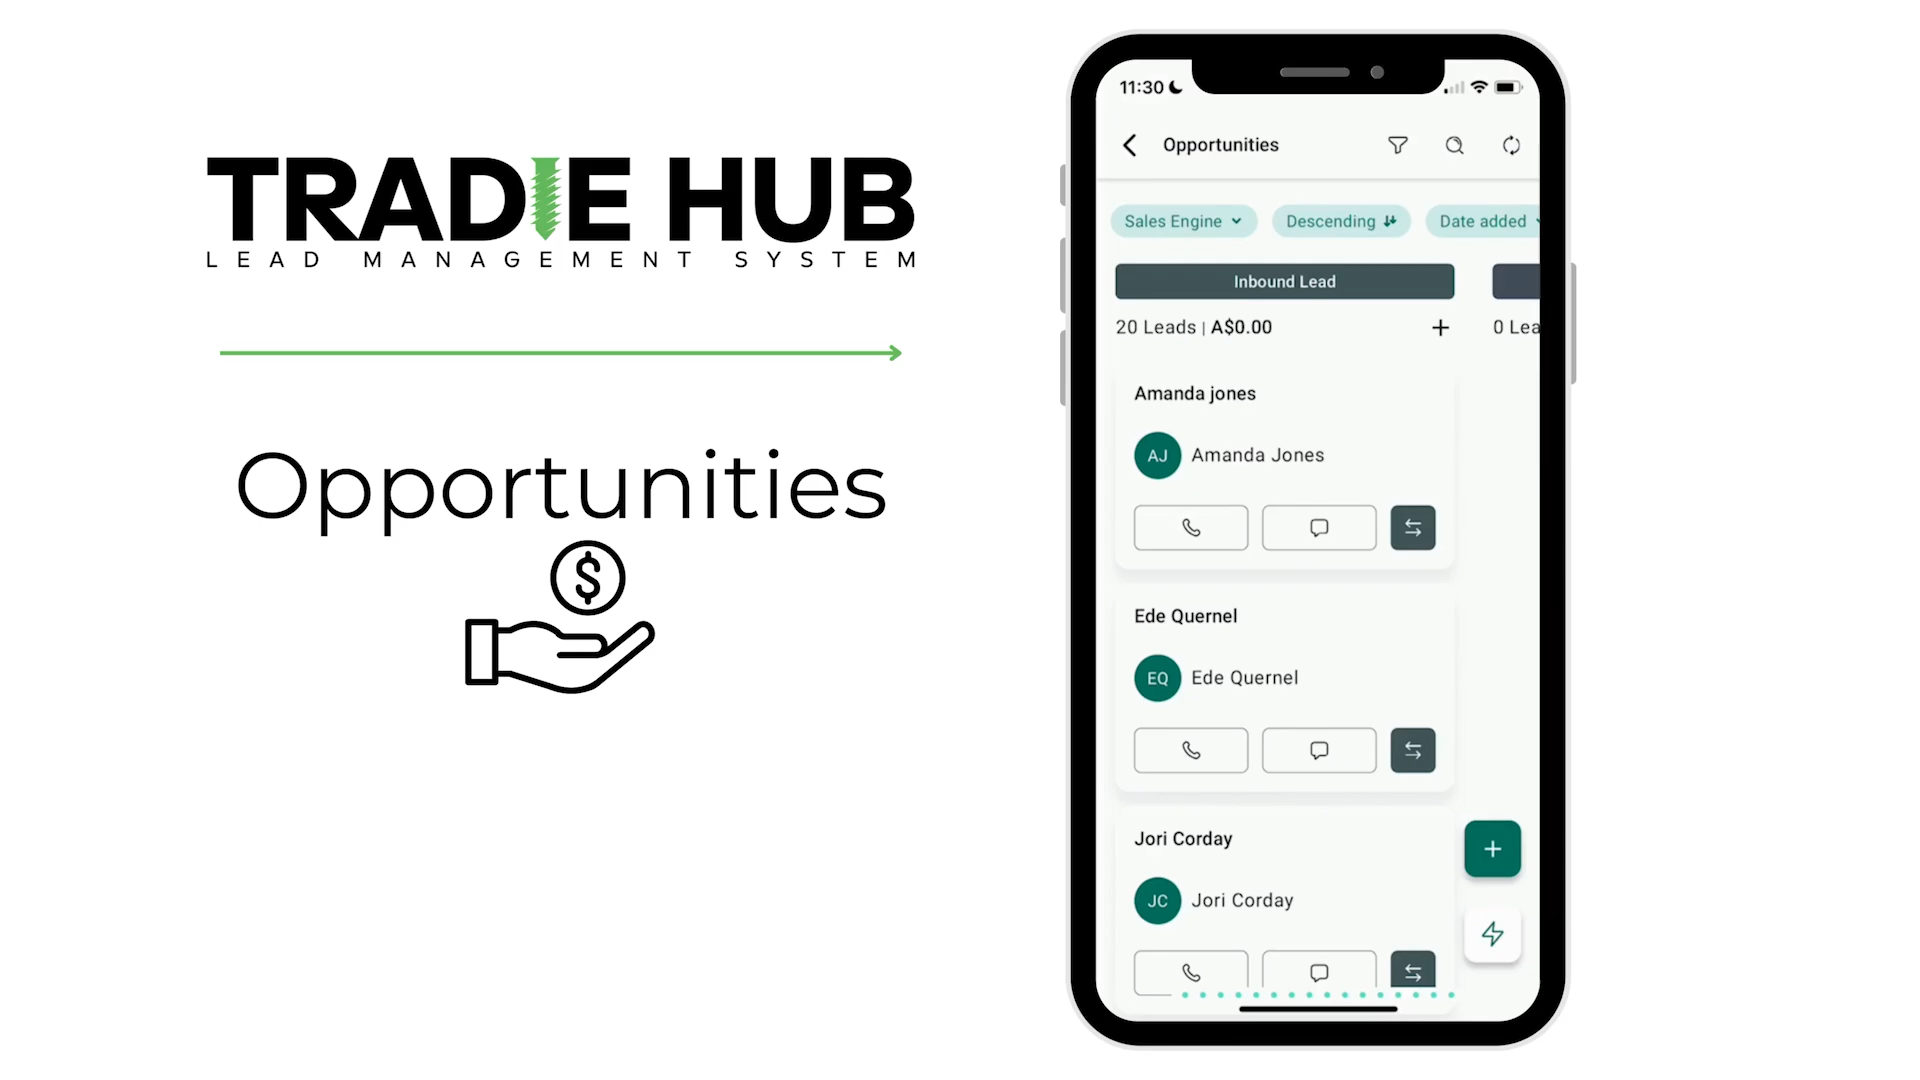 TRADIE HUB
LEAD MANAGEMENT SYSTEM
Opportunities
$
11:30
Opportunities
Sales Engine
Descending
Date added
Inbound Lead
20 Leads | A$0.00
0 Lea
Amanda jones
AJ Amanda Jones
Ede Quernel
EQ Ede Quernel
Jori Corday
JC Jori Corday